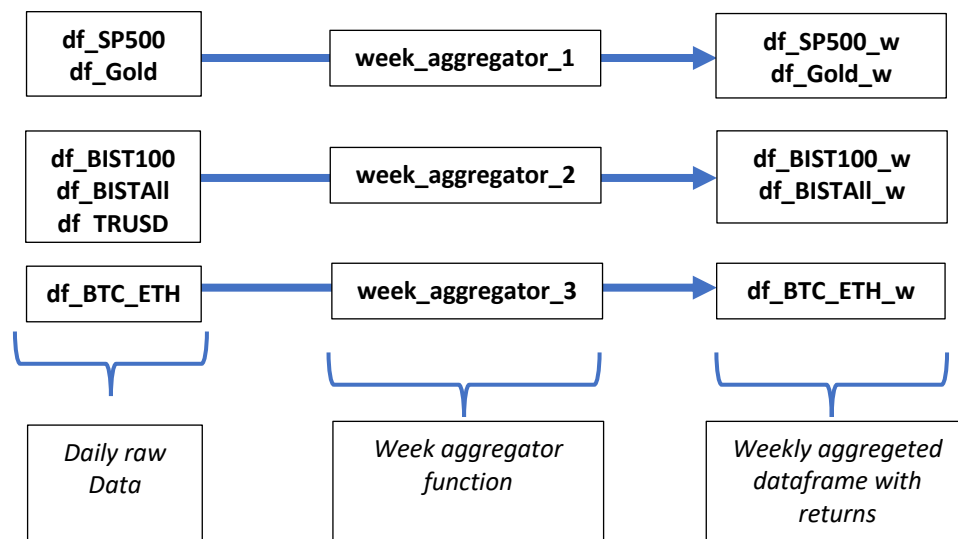 df_SP500
df_Gold
week_aggregator_1
df_SP500_w
df_Gold_w
df_BIST100
df_BISTAll
df_TRUSD
week_aggregator_2
df_BIST100_w
df_BISTAll_w
df_BTC_ETH
week_aggregator_3
df_BTC_ETH_w
Daily raw
Data
Week aggregator
function
Weekly aggregeted
dataframe with
returns